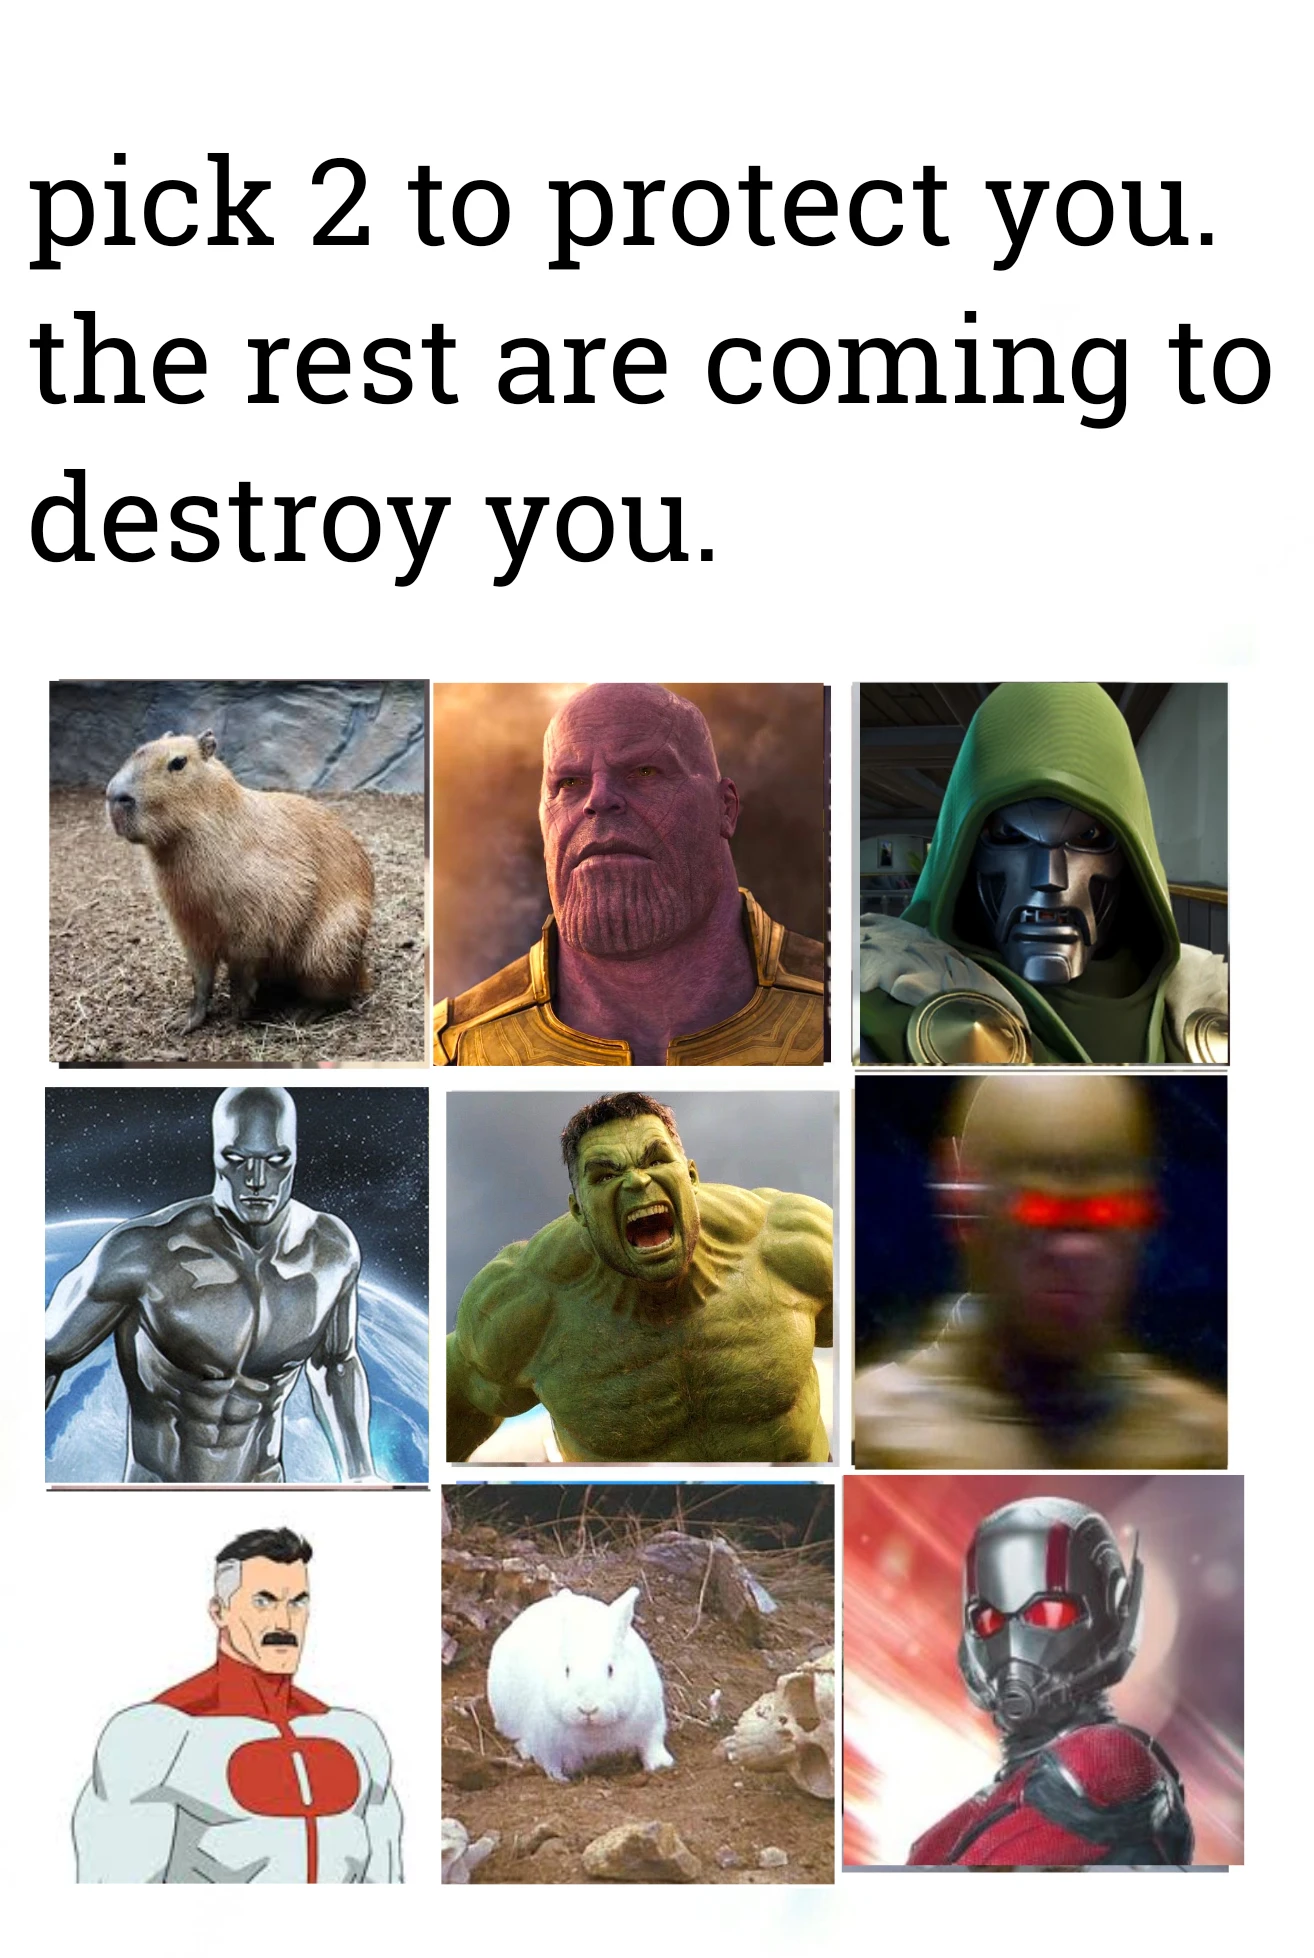 pick 2 to protect you.
the rest are coming to
destroy you.